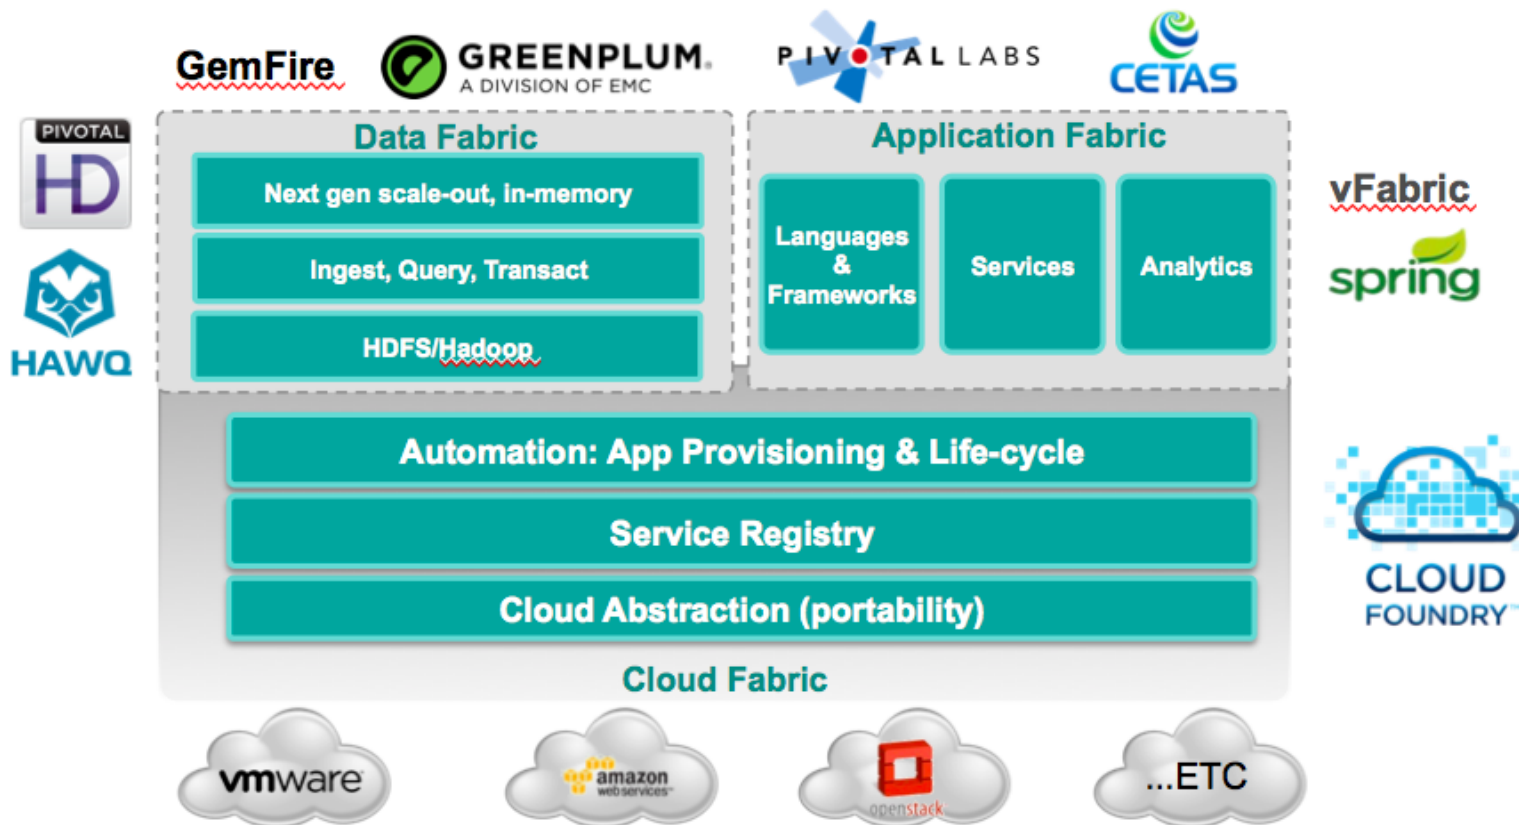 GemFire
GREENPLUM.
A DIVISION OF EMC
PIVOTAL LABS
CETAS
PIVOTAL
HD
HAWQ
Data Fabric
Next gen scale-out, in-memory
Ingest, Query, Transact
HDFS/Hadoop
Application Fabric
Languages
&
Frameworks
Services
Analytics
vFabric
spring
Automation: App Provisioning & Life-cycle
Service Registry
Cloud Abstraction (portability)
Cloud Fabric
CLOUD
FOUNDRY™
vmware
amazon
webservices™
openstack
...ETC